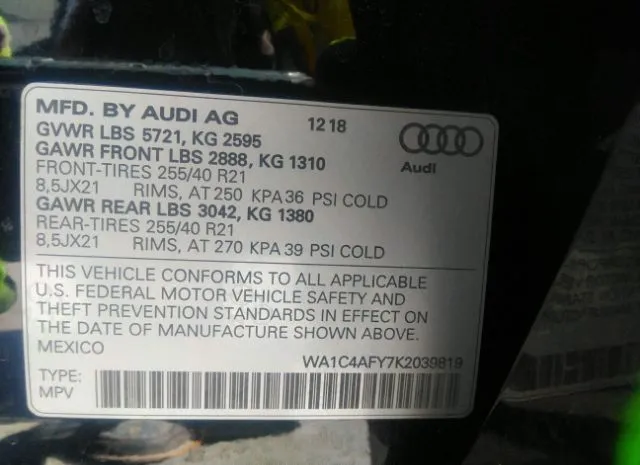 MFD. BY AUDI AG 12 18
GVWR LBS 5721, KG 2595
GAWR FRONT LBS 2888, KG 1310
FRONT-TIRES 255/40 R21
8,5JX21 RIMS, AT 250 KPA 36 PSI COLD
GAWR REAR LBS 3042, KG 1380
REAR-TIRES 255/40 R21
8,5JX21 RIMS, AT 270 KPA 39 PSI COLD
Audi
THIS VEHICLE CONFORMS TO ALL APPLICABLE
U.S. FEDERAL MOTOR VEHICLE SAFETY AND
THEFT PREVENTION STANDARDS IN EFFECT ON
THE DATE OF MANUFACTURE SHOWN ABOVE.
MEXICO WA1C4AFY7K2039819
TYPE:
MPV